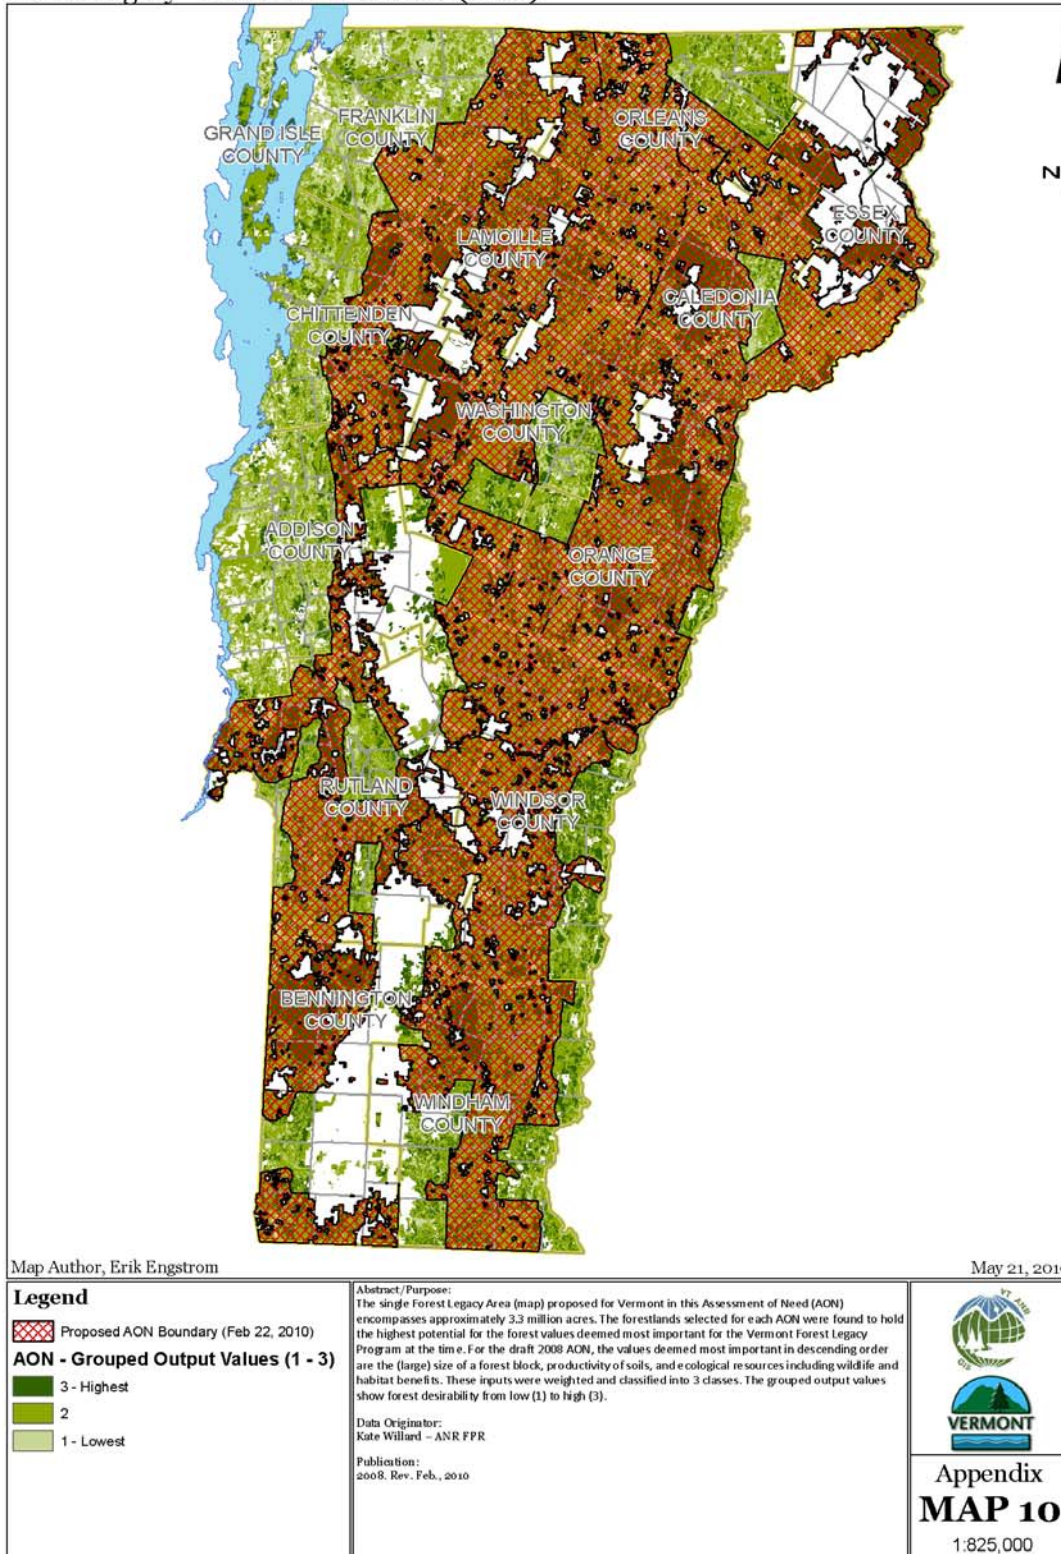 GRAND ISLE
COUNTY
FRANKLIN
COUNTY
ORLEANS
COUNTY
ESSEX
COUNTY
LAMOILLE
COUNTY
CALEDONIA
COUNTY
CHITTENDEN
COUNTY
WASHINGTON
COUNTY
ADDISON
COUNTY
ORANGE
COUNTY
RUTLAND
COUNTY
WINDSOR
COUNTY
BENNINGTON
COUNTY
WINDHAM
COUNTY
Z
Map Author, Erik Engstrom
May 21, 201
Legend
Proposed AON Boundary (Feb 22, 2010)
AON - Grouped Output Values (1 - 3)
3 - Highest
2
1 - Lowest
Abstract/Purpose:
The single Forest Legacy Area (map) proposed for Vermont in this Assessment of Need (AON)
encompasses approximately 3.3 million acres. The forestlands selected for each AON were found to hold
the highest potential for the forest values deemed most important for the Vermont Forest Legacy
Program at the time. For the draft 2008 AON, the values deemed most important in descending order
are the (large) size of a forest block, productivity of soils, and ecological resources including wildlife and
habitat benefits. These inputs were weighted and classified into 3 classes. The grouped output values
show forest desirability from low (1) to high (3).
Data Originator:
Kate Willard – ANR FPR
Publication:
2008. Rev. Feb., 2010
VT ANR
GIS
VERMONT
Appendix
MAP 10
1:825,000